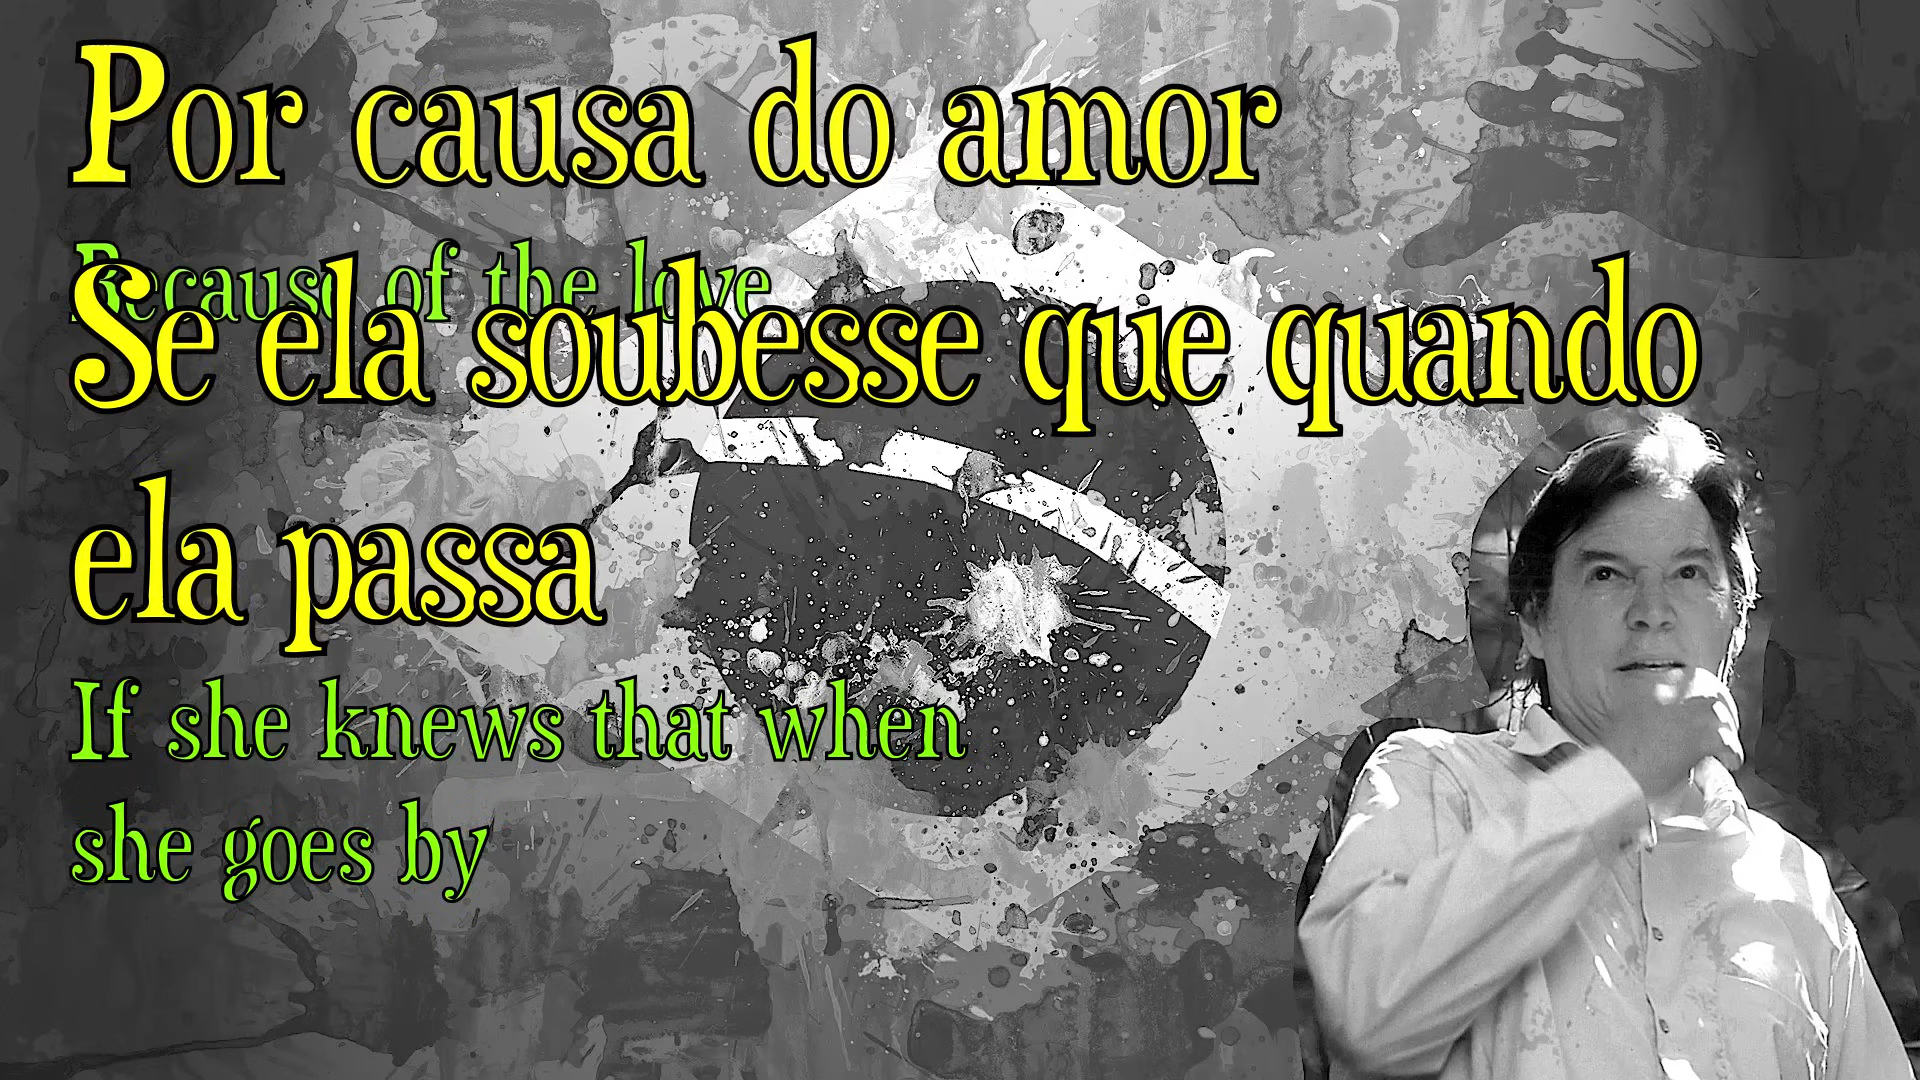 Por causa do amor
Because of the love
Se ela soubesse que quando
ela passa
If she knews that when
she goes by